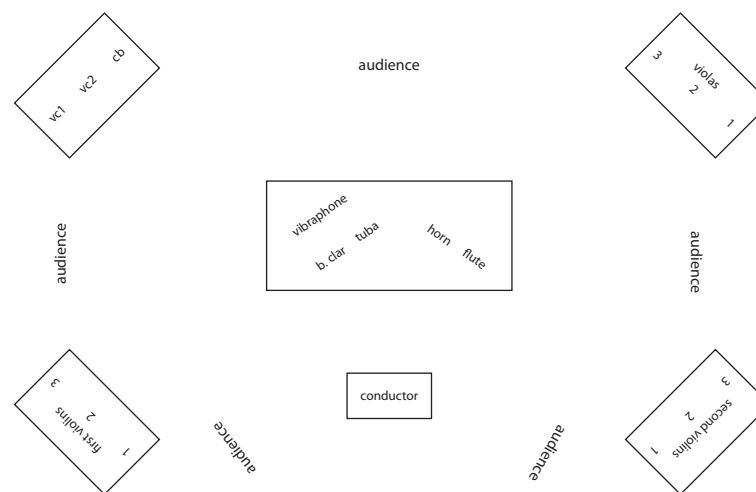 cb
vc2
vc1
audience
3
violas
2
1
vibraphone
tuba
b. clar
horn
flute
audience
audience
conductor
3
2
first violins
1
3
second violins
2
1
audience
audience